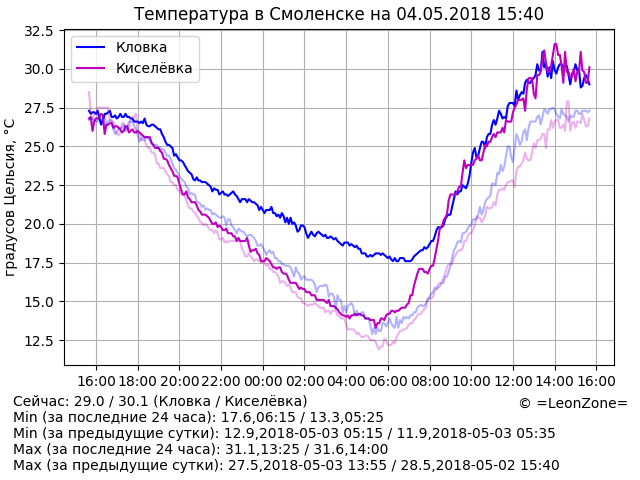 Температура в Смоленске на 04.05.2018 15:40
Кловка
Киселёвка
градусов Цельсия, °C
32.5
30.0
27.5
25.0
22.5
20.0
17.5
15.0
12.5
16:00 18:00 20:00 22:00 00:00 02:00 04:00 06:00 08:00 10:00 12:00 14:00 16:00
Сейчас: 29.0 / 30.1 (Кловка / Киселёвка)
© =LeonZone=
Min (за последние 24 часа): 17.6,06:15 / 13.3,05:25
Min (за предыдущие сутки): 12.9,2018-05-03 05:15 / 11.9,2018-05-03 05:35
Max (за последние 24 часа): 31.1,13:25 / 31.6,14:00
Max (за предыдущие сутки): 27.5,2018-05-03 13:55 / 28.5,2018-05-02 15:40